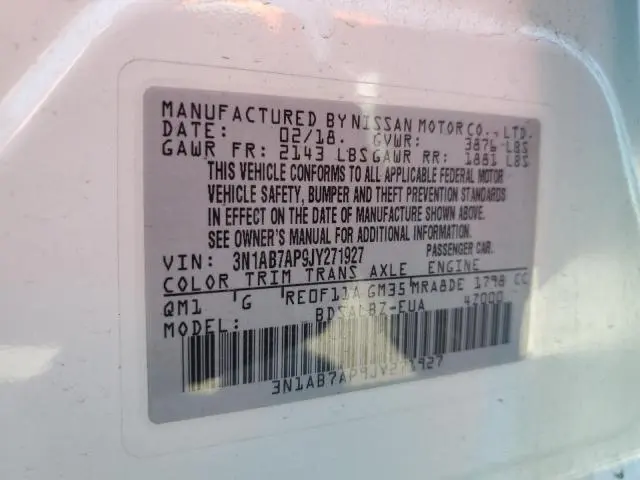 MANUFACTURED BY NISSAN MOTOR CO., LTD.
DATE: 02/18. GVWR: 3876 LBS
GAWR FR: 2143 LBS GAWR RR: 1881 LBS
THIS VEHICLE CONFORMS TO ALL APPLICABLE FEDERAL MOTOR
VEHICLE SAFETY, BUMPER AND THEFT PREVENTION STANDARDS
IN EFFECT ON THE DATE OF MANUFACTURE SHOWN ABOVE.
SEE OWNER'S MANUAL FOR ADDITIONAL INFORMATION.
VIN: 3N1AB7AP9JY271927 PASSENGER CAR.
COLOR TRIM TRANS AXLE ENGINE
QM1 G RE0F11A GM35 MRA8DE 1798 CC
MODEL: 47000
3N1AB7AP9JY271927